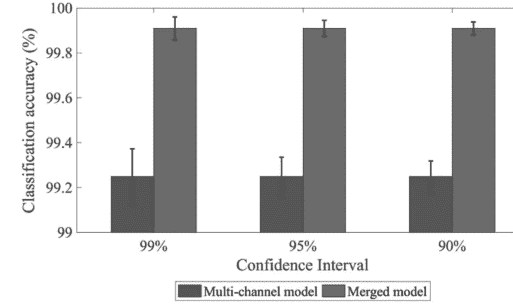 100
99.8
99.6
99.4
99.2
99
Classification accuracy (%)
99%
95%
90%
Confidence Interval
Multi-channel model
Merged model